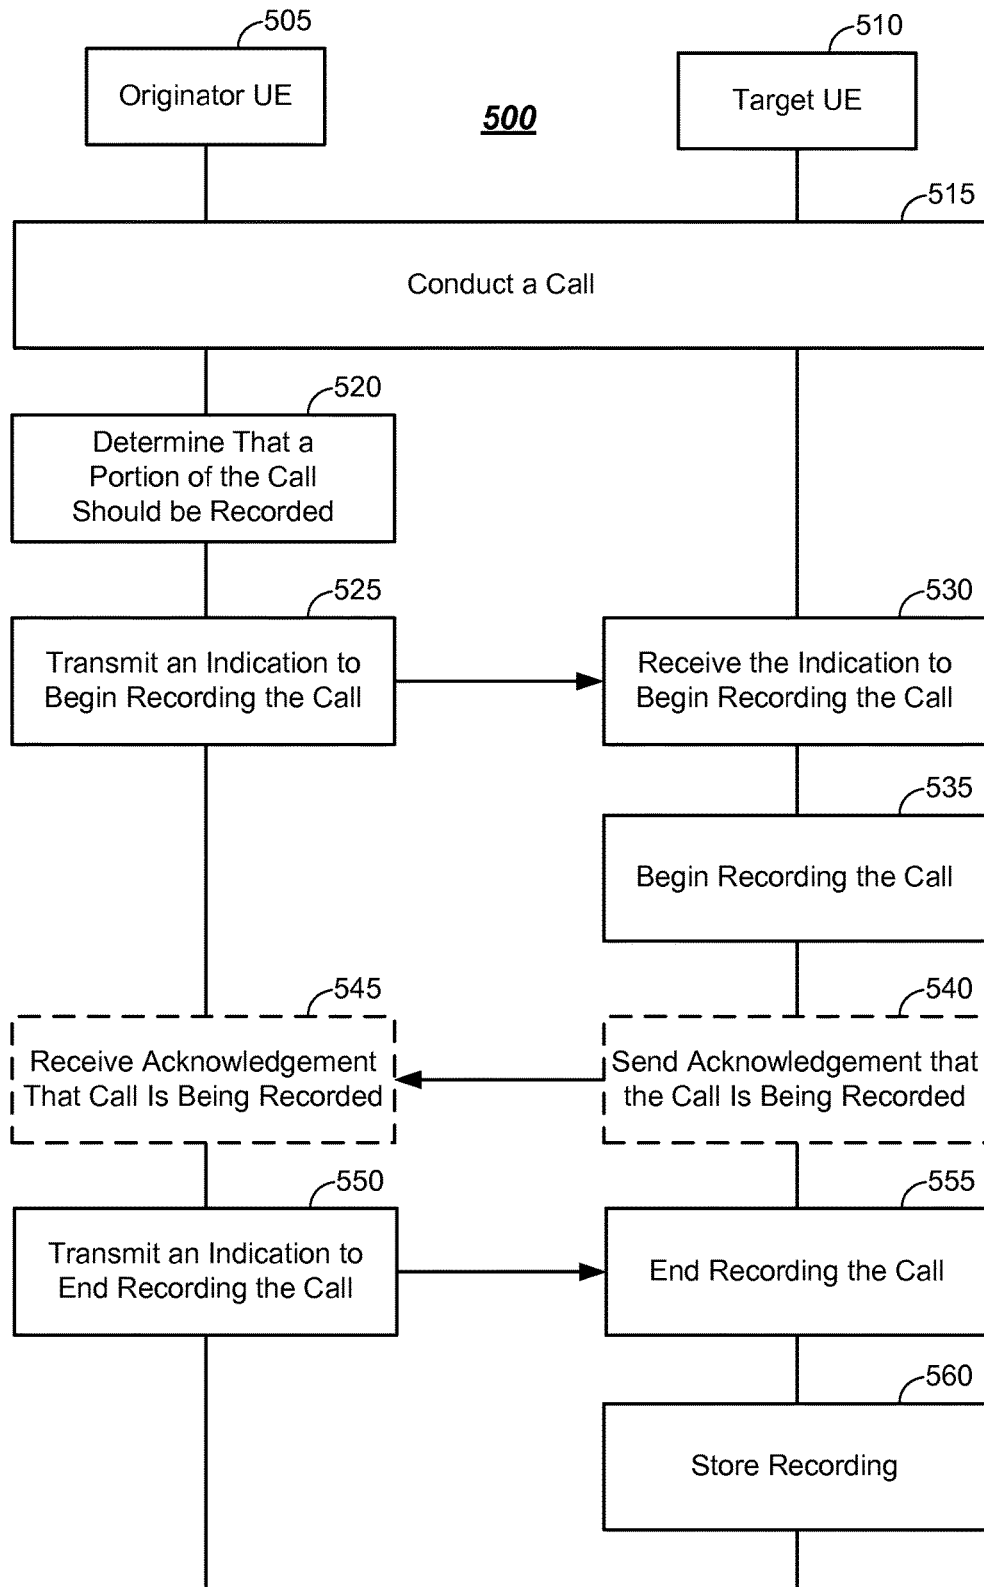 505
510
Originator UE
Target UE
500
515
Conduct a Call
520
Determine That a
Portion of the Call
Should be Recorded
525
530
Transmit an Indication to
Begin Recording the Call
Receive the Indication to
Begin Recording the Call
535
Begin Recording the Call
545
540
Receive Acknowledgement
That Call Is Being Recorded
Send Acknowledgement that
the Call Is Being Recorded
550
555
Transmit an Indication to
End Recording the Call
End Recording the Call
560
Store Recording